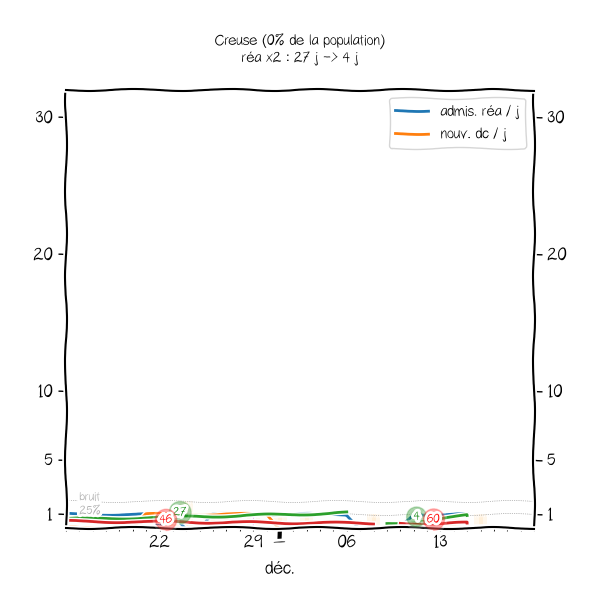 Creuse (0% de la population)
réa x2 : 27 j -> 4 j
admis. réa / j
nouv. dc / j
30 30
20 20
10 10
5 5
bruit
25%
1 1
46 27 4 60
22 29 06 13
déc.